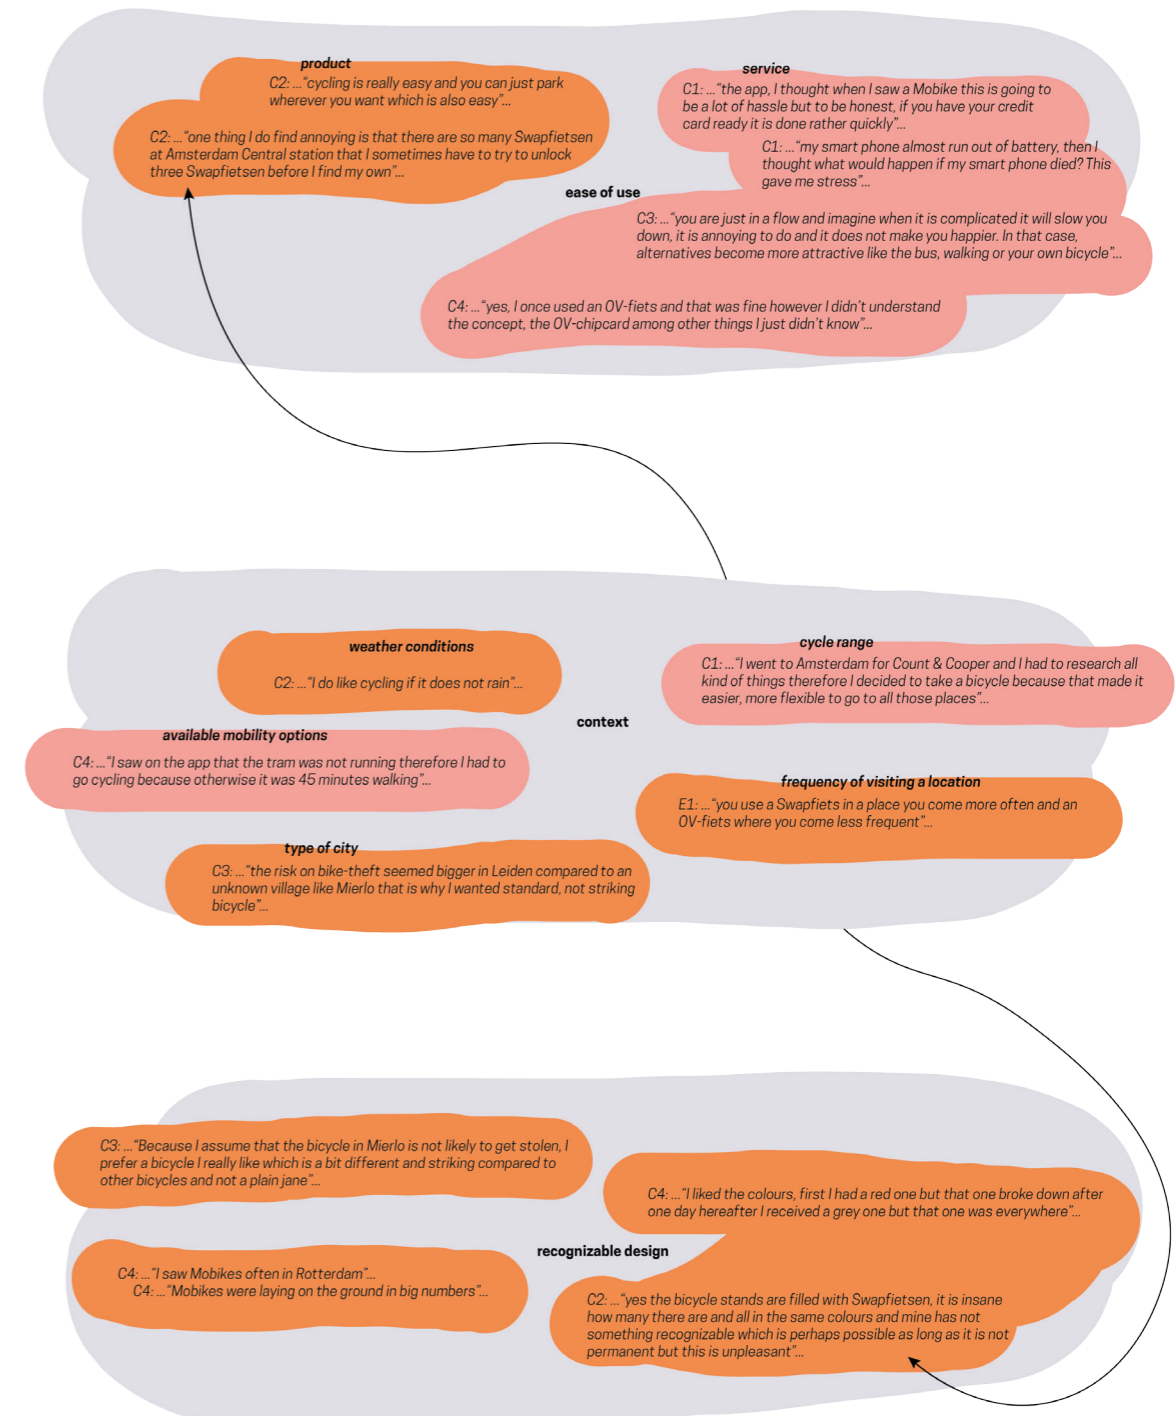 product
C2: ...“cycling is really easy and you can just park
wherever you want which is also easy”...
C2: ...“one thing I do find annoying is that there are so many Swapfietsen
at Amsterdam Central station that I sometimes have to try to unlock
three Swapfietsen before I find my own”...
service
C1: ...“the app, I thought when I saw a Mobike this is going to
be a lot of hassle but to be honest, if you have your credit
card ready it is done rather quickly”...
C1: ...“my smart phone almost run out of battery, then I
thought what would happen if my smart phone died? This
gave me stress”...
ease of use
C3: ...“you are just in a flow and imagine when it is complicated it will slow you
down, it is annoying to do and it does not make you happier. In that case,
alternatives become more attractive like the bus, walking or your own bicycle”...
C4: ...“yes, I once used an OV-fiets and that was fine however I didn’t understand
the concept, the OV-chipcard among other things I just didn’t know”...
weather conditions
C2: ...“I do like cycling if it does not rain”...
cycle range
C1: ...“I went to Amsterdam for Count & Cooper and I had to research all
kind of things therefore I decided to take a bicycle because that made it
easier, more flexible to go to all those places”...
context
available mobility options
C4: ...“I saw on the app that the tram was not running therefore I had to
go cycling because otherwise it was 45 minutes walking”...
frequency of visiting a location
E1: ...“you use a Swapfiets in a place you come more often and an
OV-fiets where you come less frequent”...
type of city
C3: ...“the risk on bike-theft seemed bigger in Leiden compared to an
unknown village like Mierlo that is why I wanted standard, not striking
bicycle”...
C3: ...“Because I assume that the bicycle in Mierlo is not likely to get stolen, I
prefer a bicycle I really like which is a bit different and striking compared to
other bicycles and not a plain jane”...
C4: ...“I liked the colours, first I had a red one but that one broke down after
one day hereafter I received a grey one but that one was everywhere”...
recognizable design
C4: ...“I saw Mobikes often in Rotterdam”...
C4: ...“Mobikes were laying on the ground in big numbers”...
C2: ...“yes the bicycle stands are filled with Swapfietsen, it is insane
how many there are and all in the same colours and mine has not
something recognizable which is perhaps possible as long as it is not
permanent but this is unpleasant”...